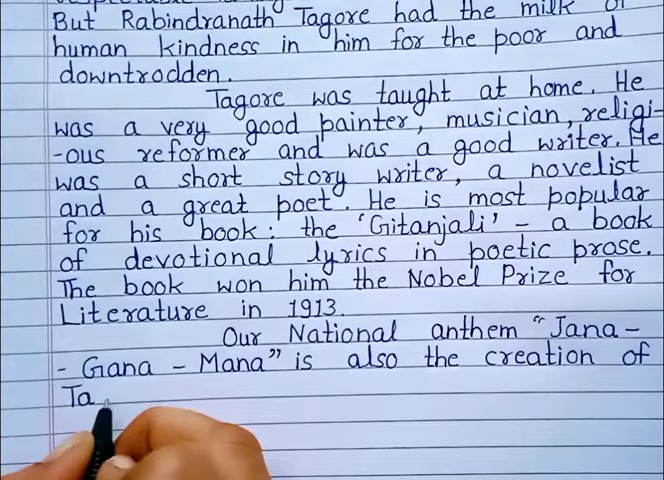 But Rabindranath Tagore had the milk of
human kindness in him for the poor and
downtrodden.
Tagore was taught at home. He
was a very good painter, musician, religi-
-ous reformer and was a good writer. He
was a short story writer, a novelist
and a great poet. He is most popular
for his book: the 'Gitanjali' - a book
of devotional lyrics in poetic prose.
The book won him the Nobel Prize for
Literature in 1913.
Our National anthem "Jana-
- Gana - Mana" is also the creation of
Ta